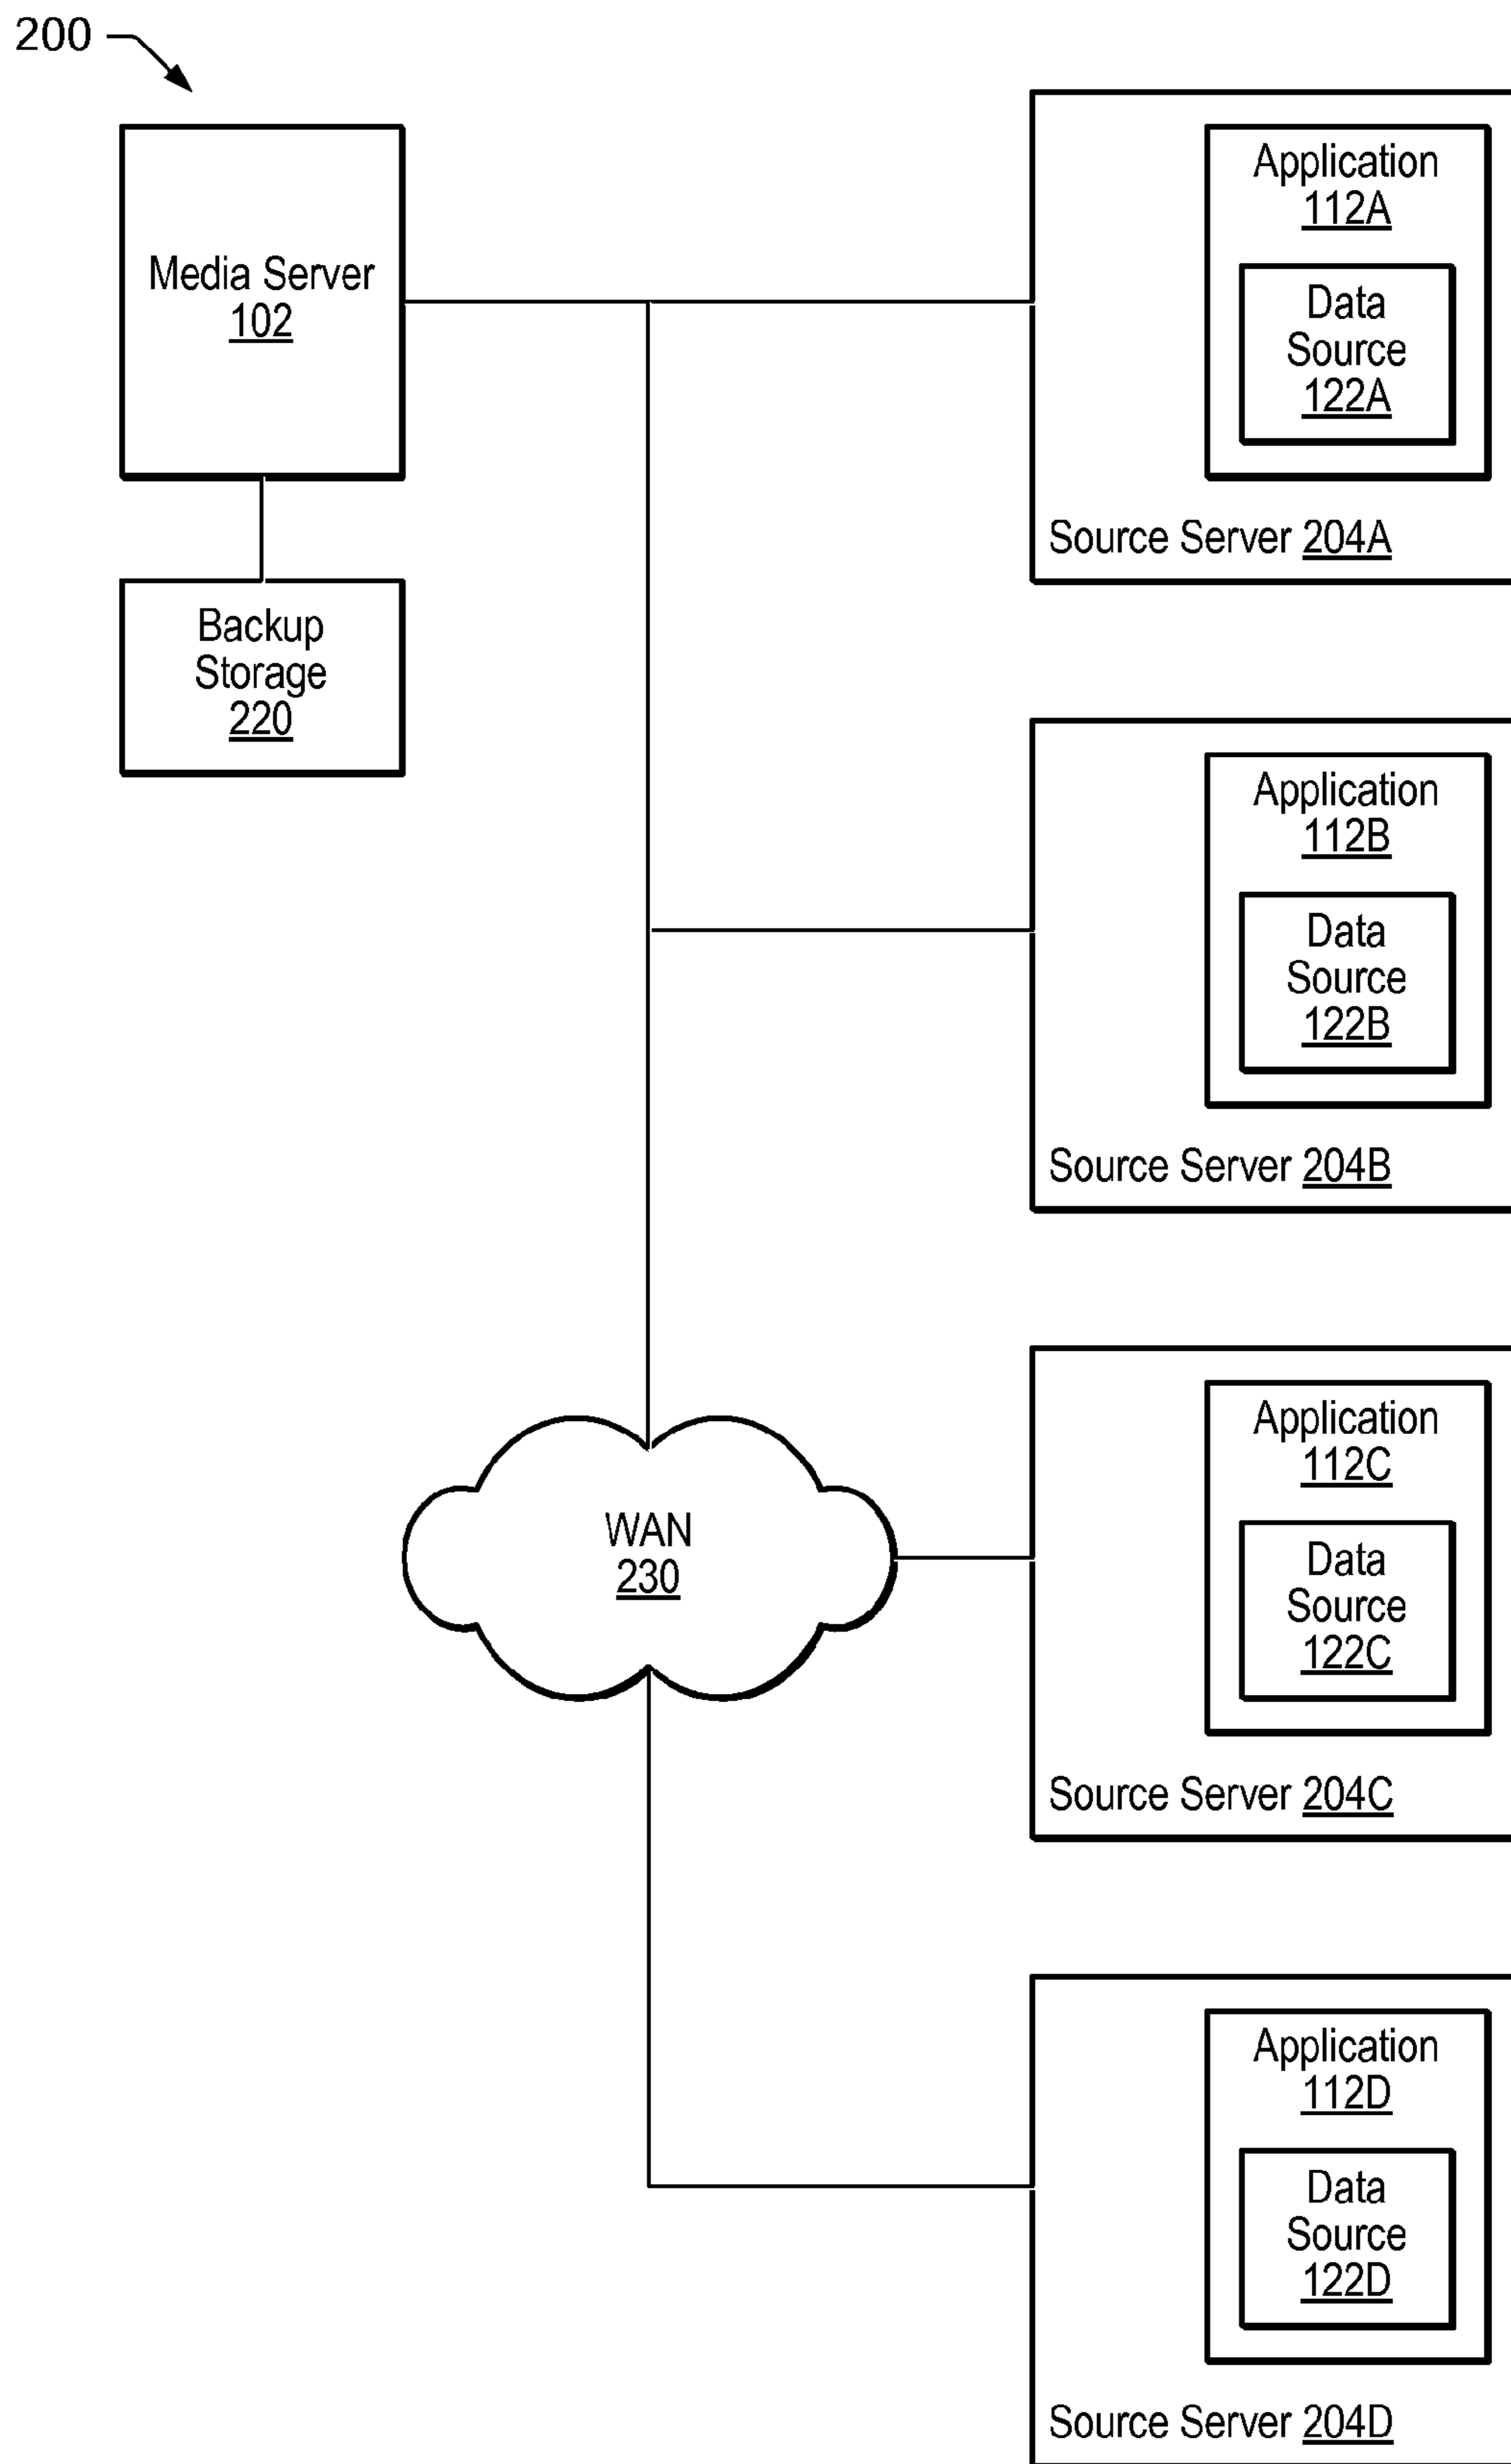 200
Media Server
102
Backup
Storage
220
Application
112A
Data
Source
122A
Source Server 204A
Application
112B
Data
Source
122B
Source Server 204B
WAN
230
Application
112C
Data
Source
122C
Source Server 204C
Application
112D
Data
Source
122D
Source Server 204D